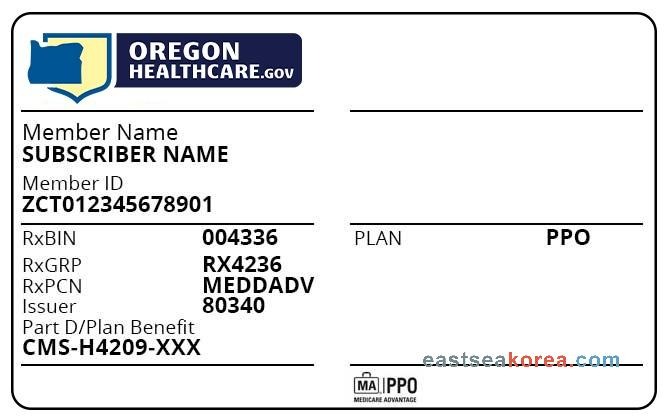 OREGON
HEALTHCARE.GOV
Member Name
SUBSCRIBER NAME
Member ID
ZCT012345678901
RxBIN 004336
RxGRP RX4236
RxPCN MEDDADV
Issuer 80340
Part D/Plan Benefit
CMS-H4209-XXX
PLAN PPO
eastseakorea.com
MA PPO
MEDICARE ADVANTAGE